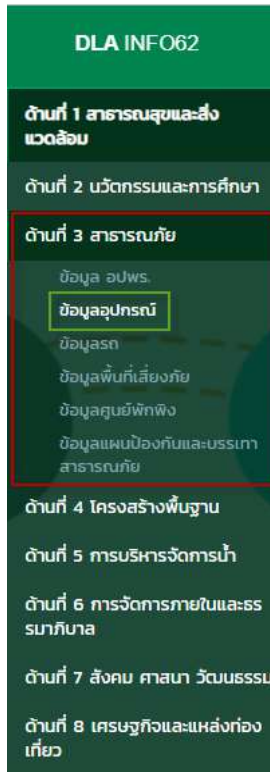 DLA INFO62
ด้านที่ 1 สาธารณสุขและสิ่ง
แวดล้อม
ด้านที่ 2 นวัตกรรมและการศึกษา
ด้านที่ 3 สาธารณภัย
ข้อมูล อปพร.
ข้อมูลอุปกรณ์
ข้อมูลรถ
ข้อมูลพื้นที่เสี่ยงภัย
ข้อมูลศูนย์พักพิง
ข้อมูลแผนป้องกันและบรรเทา
สาธารณภัย
ด้านที่ 4 โครงสร้างพื้นฐาน
ด้านที่ 5 การบริหารจัดการน้ำ
ด้านที่ 6 การจัดการภายในและธร
รมาภิบาล
ด้านที่ 7 สังคม ศาสนา วัฒนธรรม
ด้านที่ 8 เศรษฐกิจและแหล่งท่อง
เที่ยว